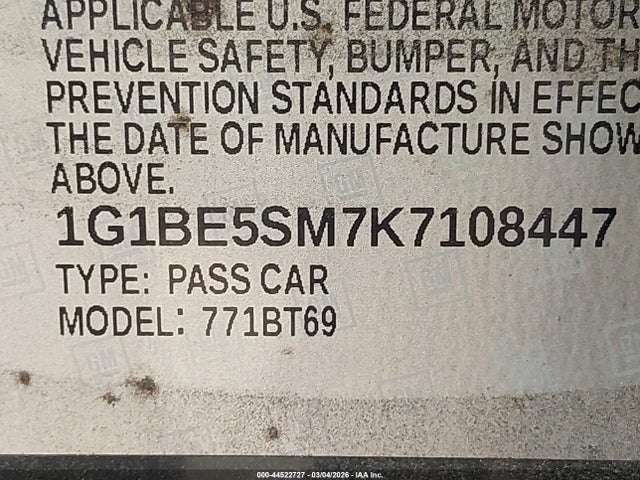 APPLICABLE U.S. FEDERAL MOTOR
VEHICLE SAFETY, BUMPER, AND TH
PREVENTION STANDARDS IN EFFEC
THE DATE OF MANUFACTURE SHOW
ABOVE.
1G1BE5SM7K7108447
TYPE: PASS CAR
MODEL: 771BT69
000-44522727 - 03/04/2026 - IAA Inc.